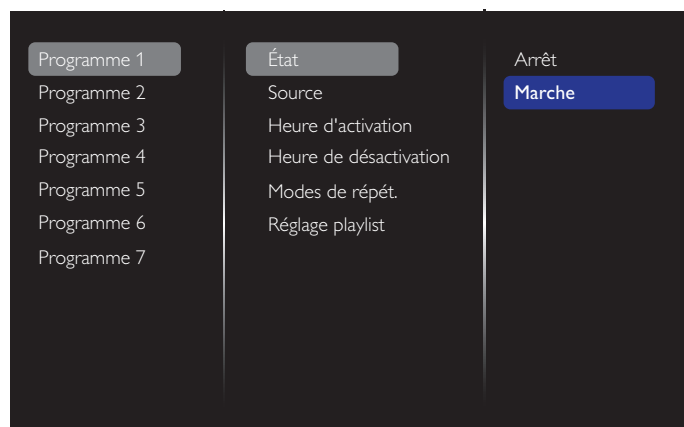 Programme 1
Programme 2
Programme 3
Programme 4
Programme 5
Programme 6
Programme 7
État
Source
Heure d'activation
Heure de désactivation
Modes de répét.
Réglage playlist
Arrêt
Marche